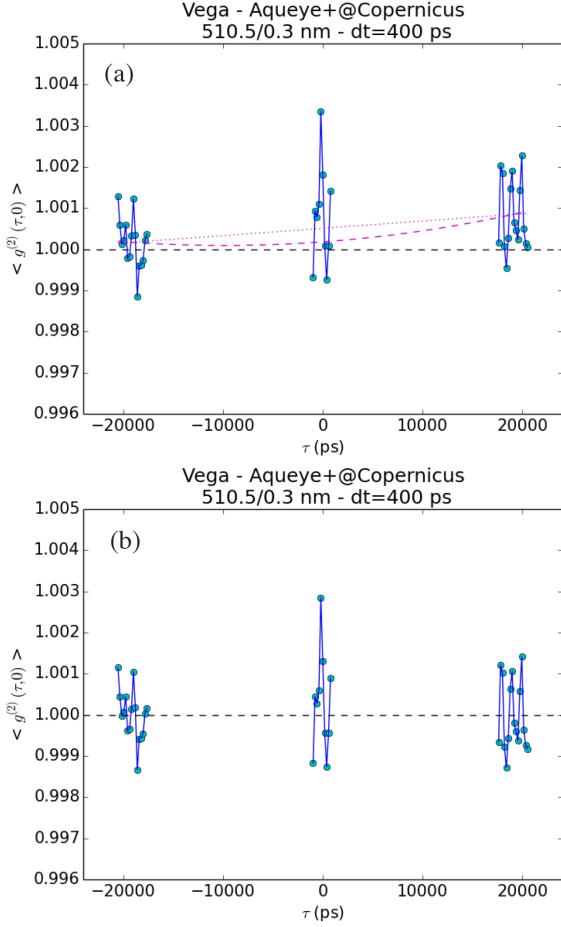 Vega - Aqueye+@Copernicus
510.5/0.3 nm - dt=400 ps
(a)
1.005
1.004
1.003
1.002
1.001
1.000
0.999
0.998
0.997
0.996
< g^(2) (τ,0) >
−20000 −10000 0 10000 20000
τ (ps)
Vega - Aqueye+@Copernicus
510.5/0.3 nm - dt=400 ps
(b)
1.005
1.004
1.003
1.002
1.001
1.000
0.999
0.998
0.997
0.996
< g^(2) (τ,0) >
−20000 −10000 0 10000 20000
τ (ps)